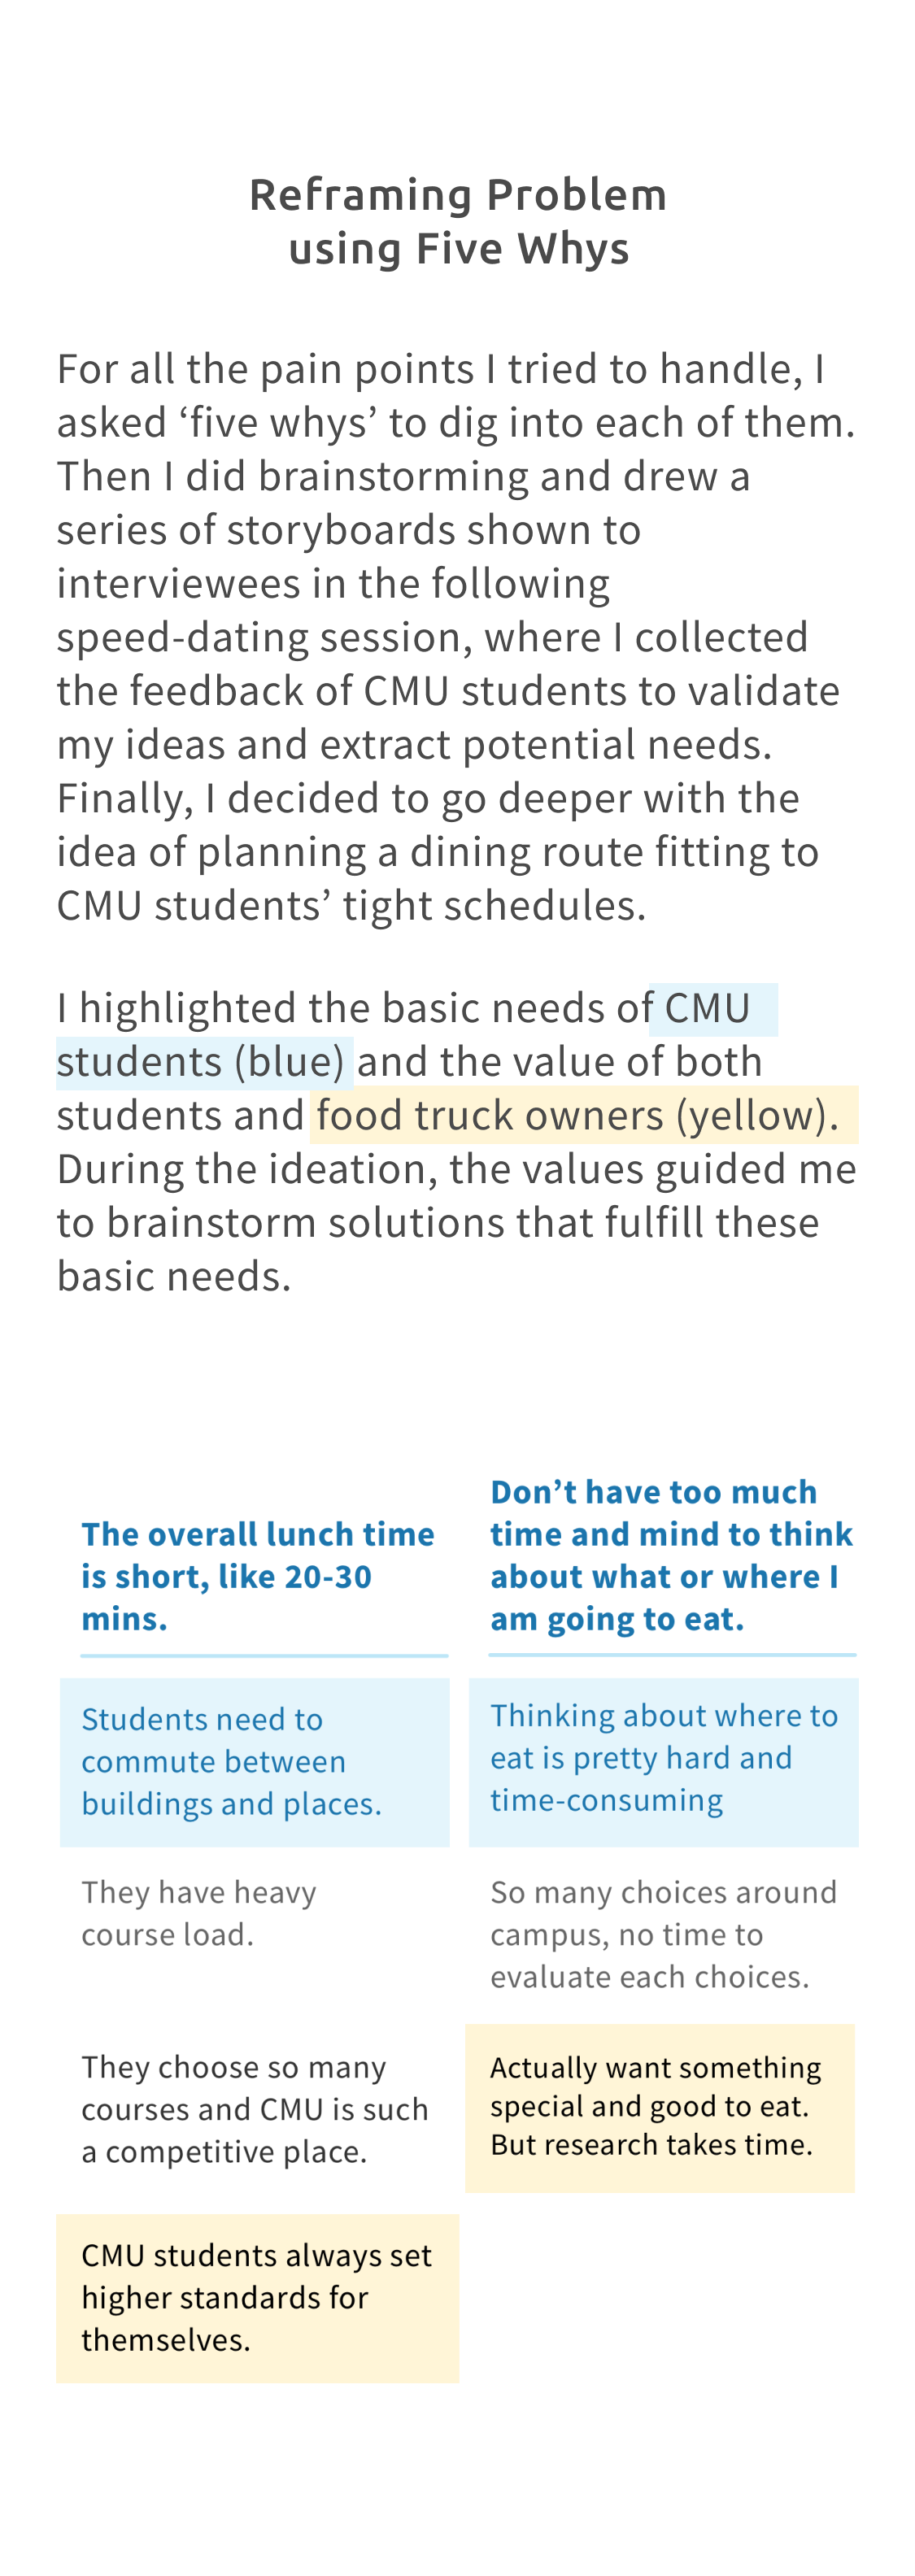 Reframing Problem
using Five Whys
For all the pain points I tried to handle, I
asked ‘five whys’ to dig into each of them.
Then I did brainstorming and drew a
series of storyboards shown to
interviewees in the following
speed-dating session, where I collected
the feedback of CMU students to validate
my ideas and extract potential needs.
Finally, I decided to go deeper with the
idea of planning a dining route fitting to
CMU students’ tight schedules.
I highlighted the basic needs of CMU
students (blue) and the value of both
students and food truck owners (yellow).
During the ideation, the values guided me
to brainstorm solutions that fulfill these
basic needs.
The overall lunch time
is short, like 20-30
mins.
Students need to
commute between
buildings and places.
They have heavy
course load.
They choose so many
courses and CMU is such
a competitive place.
CMU students always set
higher standards for
themselves.
Don’t have too much
time and mind to think
about what or where I
am going to eat.
Thinking about where to
eat is pretty hard and
time-consuming
So many choices around
campus, no time to
evaluate each choices.
Actually want something
special and good to eat.
But research takes time.